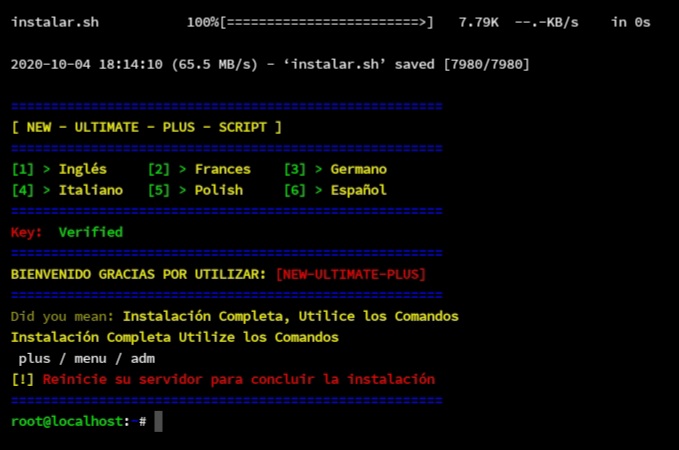 instalar.sh 100%[========================>] 7.79K --.-KB/s in 0s
2020-10-04 18:14:10 (65.5 MB/s) - ‘instalar.sh’ saved [7980/7980]
======================================================
[ NEW - ULTIMATE - PLUS - SCRIPT ]
======================================================
[1] > Inglés [2] > Frances [3] > Germano
[4] > Italiano [5] > Polish [6] > Español
======================================================
Key: Verified
======================================================
BIENVENIDO GRACIAS POR UTILIZAR: [NEW-ULTIMATE-PLUS]
======================================================
Did you mean: Instalación Completa, Utilice los Comandos
Instalación Completa Utilize los Comandos
plus / menu / adm
[!] Reinicie su servidor para concluir la instalación
======================================================
root@localhost:~#